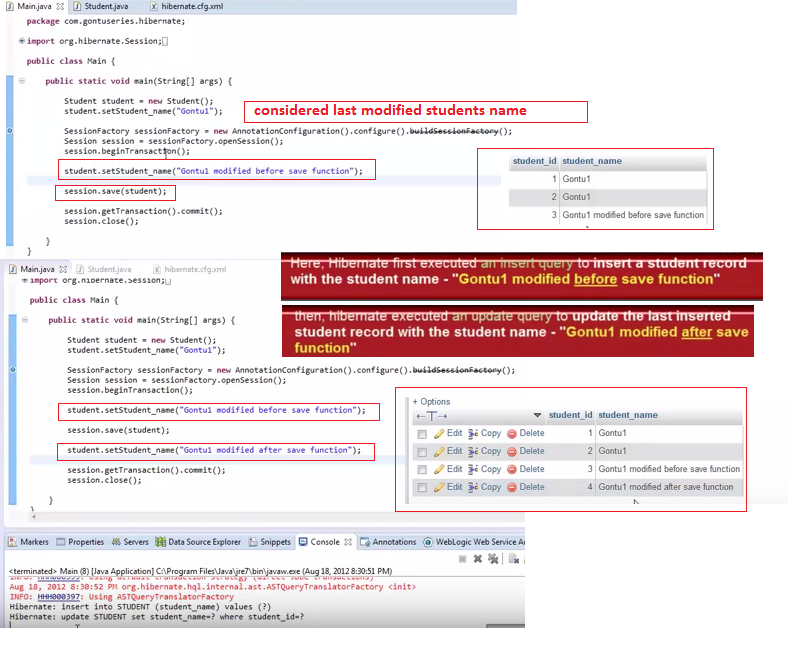 Main.java
Student.java
hibernate.cfg.xml
package com.gontuseries.hibernate;
import org.hibernate.Session;
public class Main {
public static void main(String[] args) {
Student student = new Student();
student.setStudent_name("Gontu1");
considered last modified students name
SessionFactory sessionFactory = new AnnotationConfiguration().configure().buildSessionFactory();
Session session = sessionFactory.openSession();
session.beginTransaction();
student.setStudent_name("Gontu1 modified before save function");
session.save(student);
session.getTransaction().commit();
session.close();
}
}
student_id student_name
1 Gontu1
2 Gontu1
3 Gontu1 modified before save function
Main.java
Student.java
hibernate.cfg.xml
import org.hibernate.Session;
public class Main {
public static void main(String[] args) {
Student student = new Student();
student.setStudent_name("Gontu1");
SessionFactory sessionFactory = new AnnotationConfiguration().configure().buildSessionFactory();
Session session = sessionFactory.openSession();
session.beginTransaction();
student.setStudent_name("Gontu1 modified before save function");
session.save(student);
student.setStudent_name("Gontu1 modified after save function");
session.getTransaction().commit();
session.close();
}
}
Here, Hibernate first executed an insert query to insert a student record
with the student name - "Gontu1 modified before save function"
then, hibernate executed an update query to update the last inserted
student record with the student name - "Gontu1 modified after save
function"
+ Options
←T→ student_id student_name
Edit Copy Delete 1 Gontu1
Edit Copy Delete 2 Gontu1
Edit Copy Delete 3 Gontu1 modified before save function
Edit Copy Delete 4 Gontu1 modified after save function
Markers Properties Servers Data Source Explorer Snippets Console Annotations WebLogic Web Service An
<terminated> Main (8) [Java Application] C:\Program Files\Java\jre7\bin\javaw.exe (Aug 18, 2012 8:30:51 PM)
INFO: HHH000399: Using default transaction strategy (direct JDBC transactions)
Aug 18, 2012 8:30:52 PM org.hibernate.hql.internal.ast.ASTQueryTranslatorFactory <init>
INFO: HHH000397: Using ASTQueryTranslatorFactory
Hibernate: insert into STUDENT (student_name) values (?)
Hibernate: update STUDENT set student_name=? where student_id=?